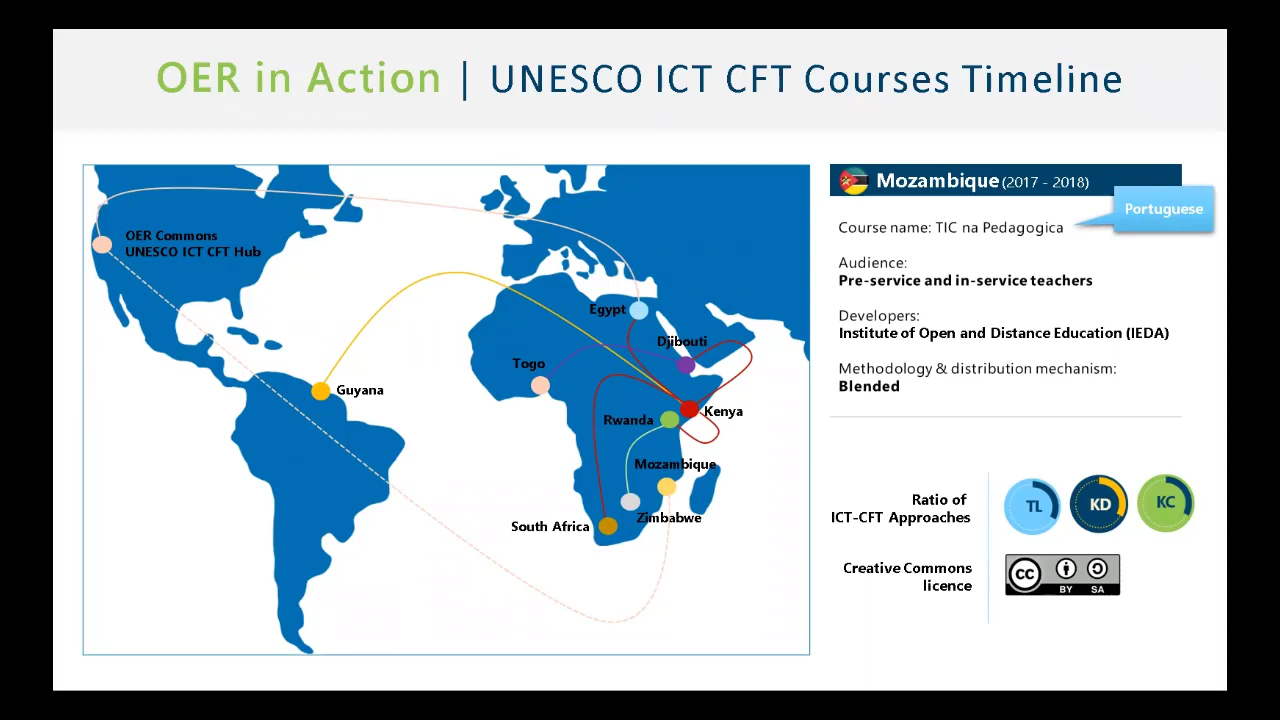 OER in Action | UNESCO ICT CFT Courses Timeline
OER Commons
UNESCO ICT CFT Hub
Guyana
Egypt
Djibouti
Togo
Kenya
Rwanda
Mozambique
Zimbabwe
South Africa
Mozambique (2017 - 2018)
Portuguese
Course name: TIC na Pedagogica
Audience:
Pre-service and in-service teachers
Developers:
Institute of Open and Distance Education (IEDA)
Methodology & distribution mechanism:
Blended
Ratio of
ICT-CFT Approaches
TL
KD
KC
Creative Commons
licence
cc
BY SA